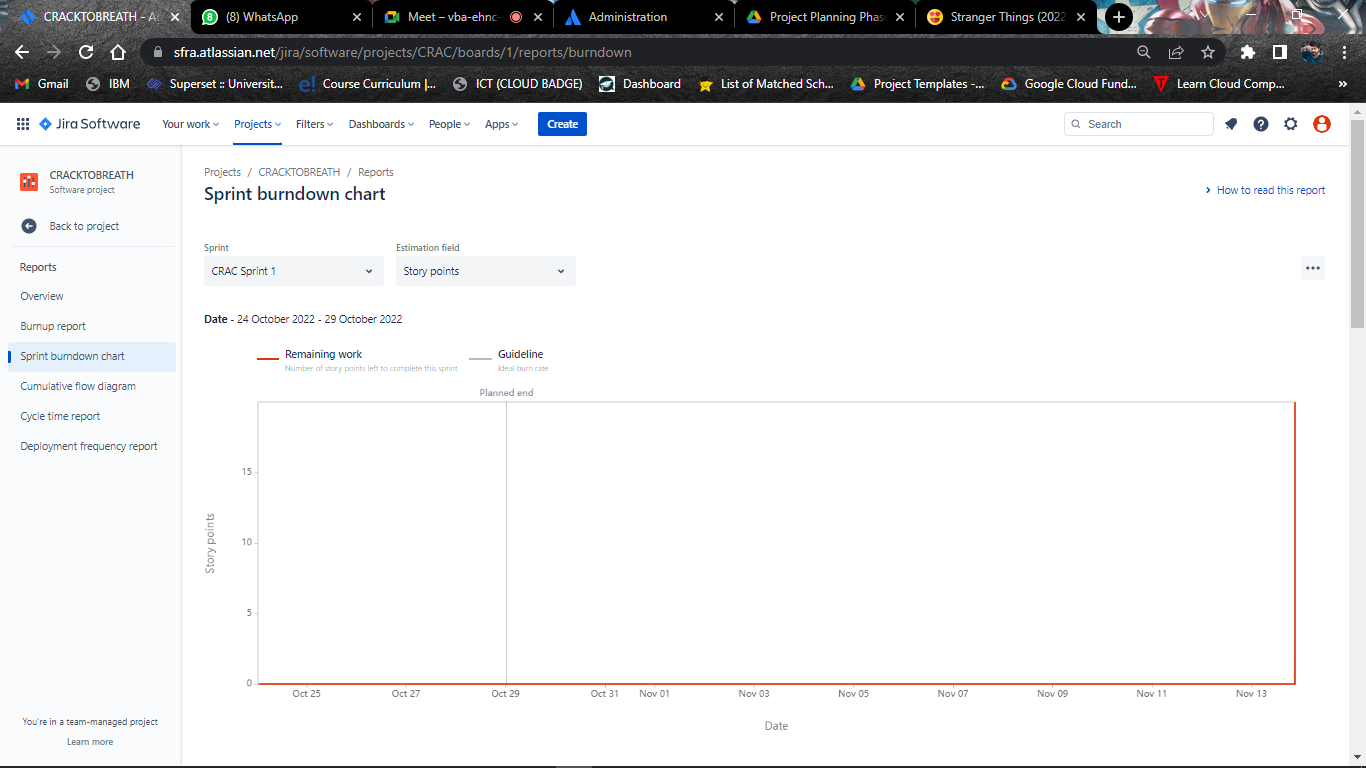 CRACKTOBREATH - A
(8) WhatsApp
Meet – vba-ehnc-
Administration
Project Planning Phas
Stranger Things (2022
sfra.atlassian.net/jira/software/projects/CRAC/boards/1/reports/burndown
Gmail
IBM
Superset :: Universit...
Course Curriculum |...
ICT (CLOUD BADGE)
Dashboard
List of Matched Sch...
Project Templates -...
Google Cloud Fund...
Learn Cloud Comp...
»
Jira Software
Your work
Projects
Filters
Dashboards
People
Apps
Create
Search
CRACKTOBREATH
Software project
Back to project
Reports
Overview
Burnup report
Sprint burndown chart
Cumulative flow diagram
Cycle time report
Deployment frequency report
You're in a team-managed project
Learn more
Projects / CRACKTOBREATH / Reports
Sprint burndown chart
How to read this report
Sprint
CRAC Sprint 1
Estimation field
Story points
Date - 24 October 2022 - 29 October 2022
Remaining work
Number of story points left to complete this sprint
Guideline
Ideal burn rate
Planned end
15
10
5
0
Story points
Oct 25
Oct 27
Oct 29
Oct 31
Nov 01
Nov 03
Nov 05
Nov 07
Nov 09
Nov 11
Nov 13
Date